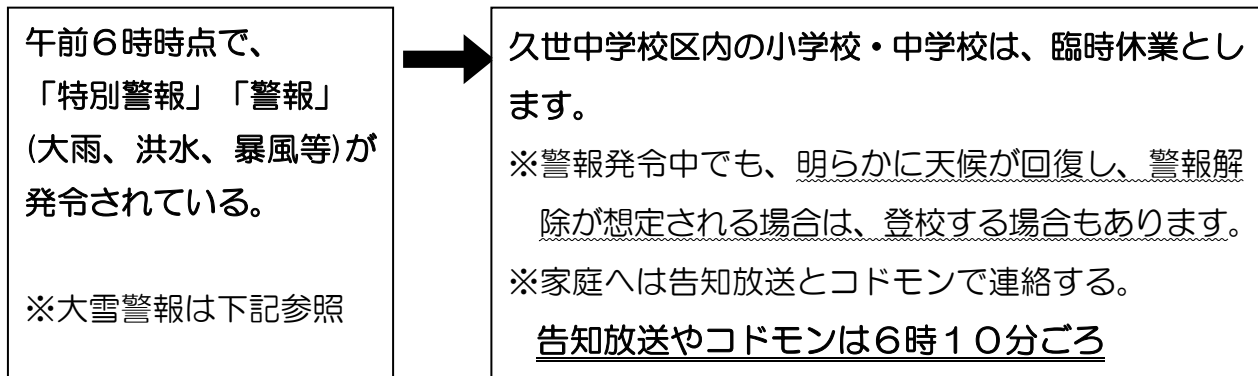 午前６時時点で、
「特別警報」「警報」
(大雨、洪水、暴風等)が
発令されている。
※大雪警報は下記参照
久世中学校区内の小学校・中学校は、臨時休業とし
ます。
※警報発令中でも、明らかに天候が回復し、警報解
除が想定される場合は、登校する場合もあります。
※家庭へは告知放送とコドモンで連絡する。
告知放送やコドモンは６時１０分ごろ